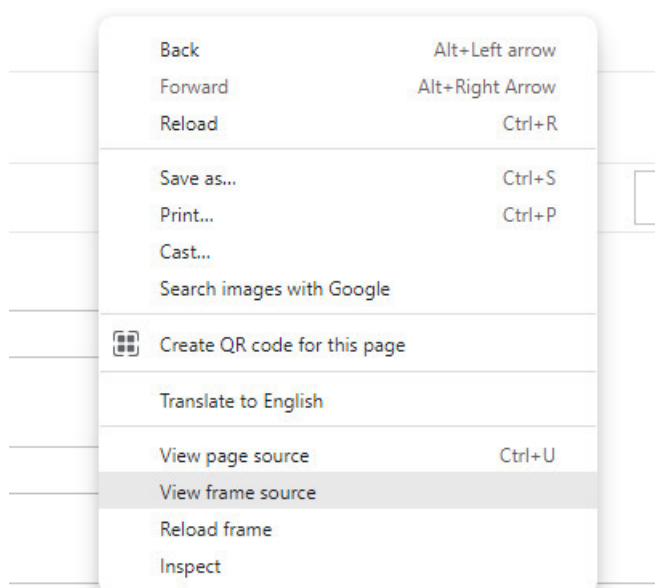 Back Alt+Left arrow
Forward Alt+Right Arrow
Reload Ctrl+R
Save as... Ctrl+S
Print... Ctrl+P
Cast...
Search images with Google
Create QR code for this page
Translate to English
View page source Ctrl+U
View frame source
Reload frame
Inspect